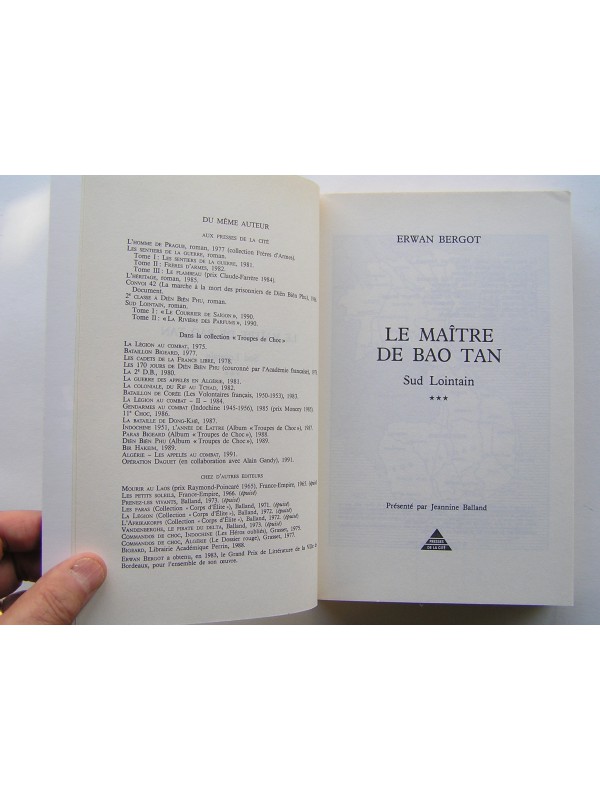 DU MÊME AUTEUR
AUX PRESSES DE LA CITÉ
L'HOMME DE PRAGUE, roman, 1977 (collection Frères d'Armes).
LES SENTIERS DE LA GUERRE, roman.
Tome I : LES SENTIERS DE LA GUERRE, 1981.
Tome II : FRÈRES D'ARMES, 1982.
Tome III : LE FLAMBEAU (prix Claude-Farrère 1984).
L'HÉRITAGE, roman, 1985.
CONVOI 42 (La marche à la mort des prisonniers de Diên Biên Phu),
Document.
2e CLASSE À DIÊN BIÊN PHU, roman.
SUD LOINTAIN, roman.
Tome I : « LE COURRIER DE SAÏGON », 1990.
Tome II : « LA RIVIÈRE DES PARFUMS », 1990.
Dans la collection « Troupes de Choc »
LA LÉGION AU COMBAT, 1975.
BATAILLON BIGEARD, 1977.
LES CADETS DE LA FRANCE LIBRE, 1978.
LES 170 JOURS DE DIÊN BIÊN PHU (couronné par l'Académie française),
LA 2e D.B., 1980.
LA GUERRE DES APPELÉS EN ALGÉRIE, 1981.
LA COLONIALE, DU RIF AU TCHAD, 1982.
BATAILLON DE CORÉE (Les Volontaires français, 1950-1953), 1983.
LA LÉGION AU COMBAT – II – 1984.
GENDARMES AU COMBAT (Indochine 1945-1956), 1985 (prix Moncey 1985)
11e CHOC, 1986.
LA BATAILLE DE DONG-KHÊ, 1987.
INDOCHINE 1951, L'ANNÉE DE LATTRE (Album « Troupes de Choc »), 1987.
PARAS BIGEARD (Album « Troupes de Choc »), 1988.
DIÊN BIÊN PHU (Album « Troupes de Choc »), 1989.
BIR HAKEIM, 1989.
ALGÉRIE – LES APPELÉS AU COMBAT, 1991.
OPÉRATION DAGUET (en collaboration avec Alain Gandy), 1991.
CHEZ D'AUTRES ÉDITEURS
MOURIR AU LAOS (prix Raymond-Poincaré 1965), France-Empire, 1965. (épuisé)
LES PETITS SOLEILS, France-Empire, 1966. (épuisé)
PRENEZ-LES VIVANTS, Balland, 1973. (épuisé)
LES PARAS (Collection « Corps d'Élite »), Balland, 1971. (épuisé)
LA LÉGION (Collection « Corps d'Élite »), Balland, 1972. (épuisé)
L'AFRIKAKORPS (Collection « Corps d'Élite »), Balland, 1972. (épuisé)
VANDENBERGHE, LE PIRATE DU DELTA, Balland, 1973. (épuisé)
COMMANDOS DE CHOC, INDOCHINE (Les Héros oubliés), Grasset, 1975.
COMMANDOS DE CHOC, ALGÉRIE (Le Dossier rouge), Grasset, 1977.
BIGEARD, Librairie Académique Perrin, 1988.
ERWAN BERGOT a obtenu, en 1983, le Grand Prix de Littérature de la Ville de
Bordeaux, pour l'ensemble de son œuvre.
ERWAN BERGOT
LE MAÎTRE
DE BAO TAN
Sud Lointain
***
Présenté par Jeannine Balland
PRESSES
DE LA CITÉ